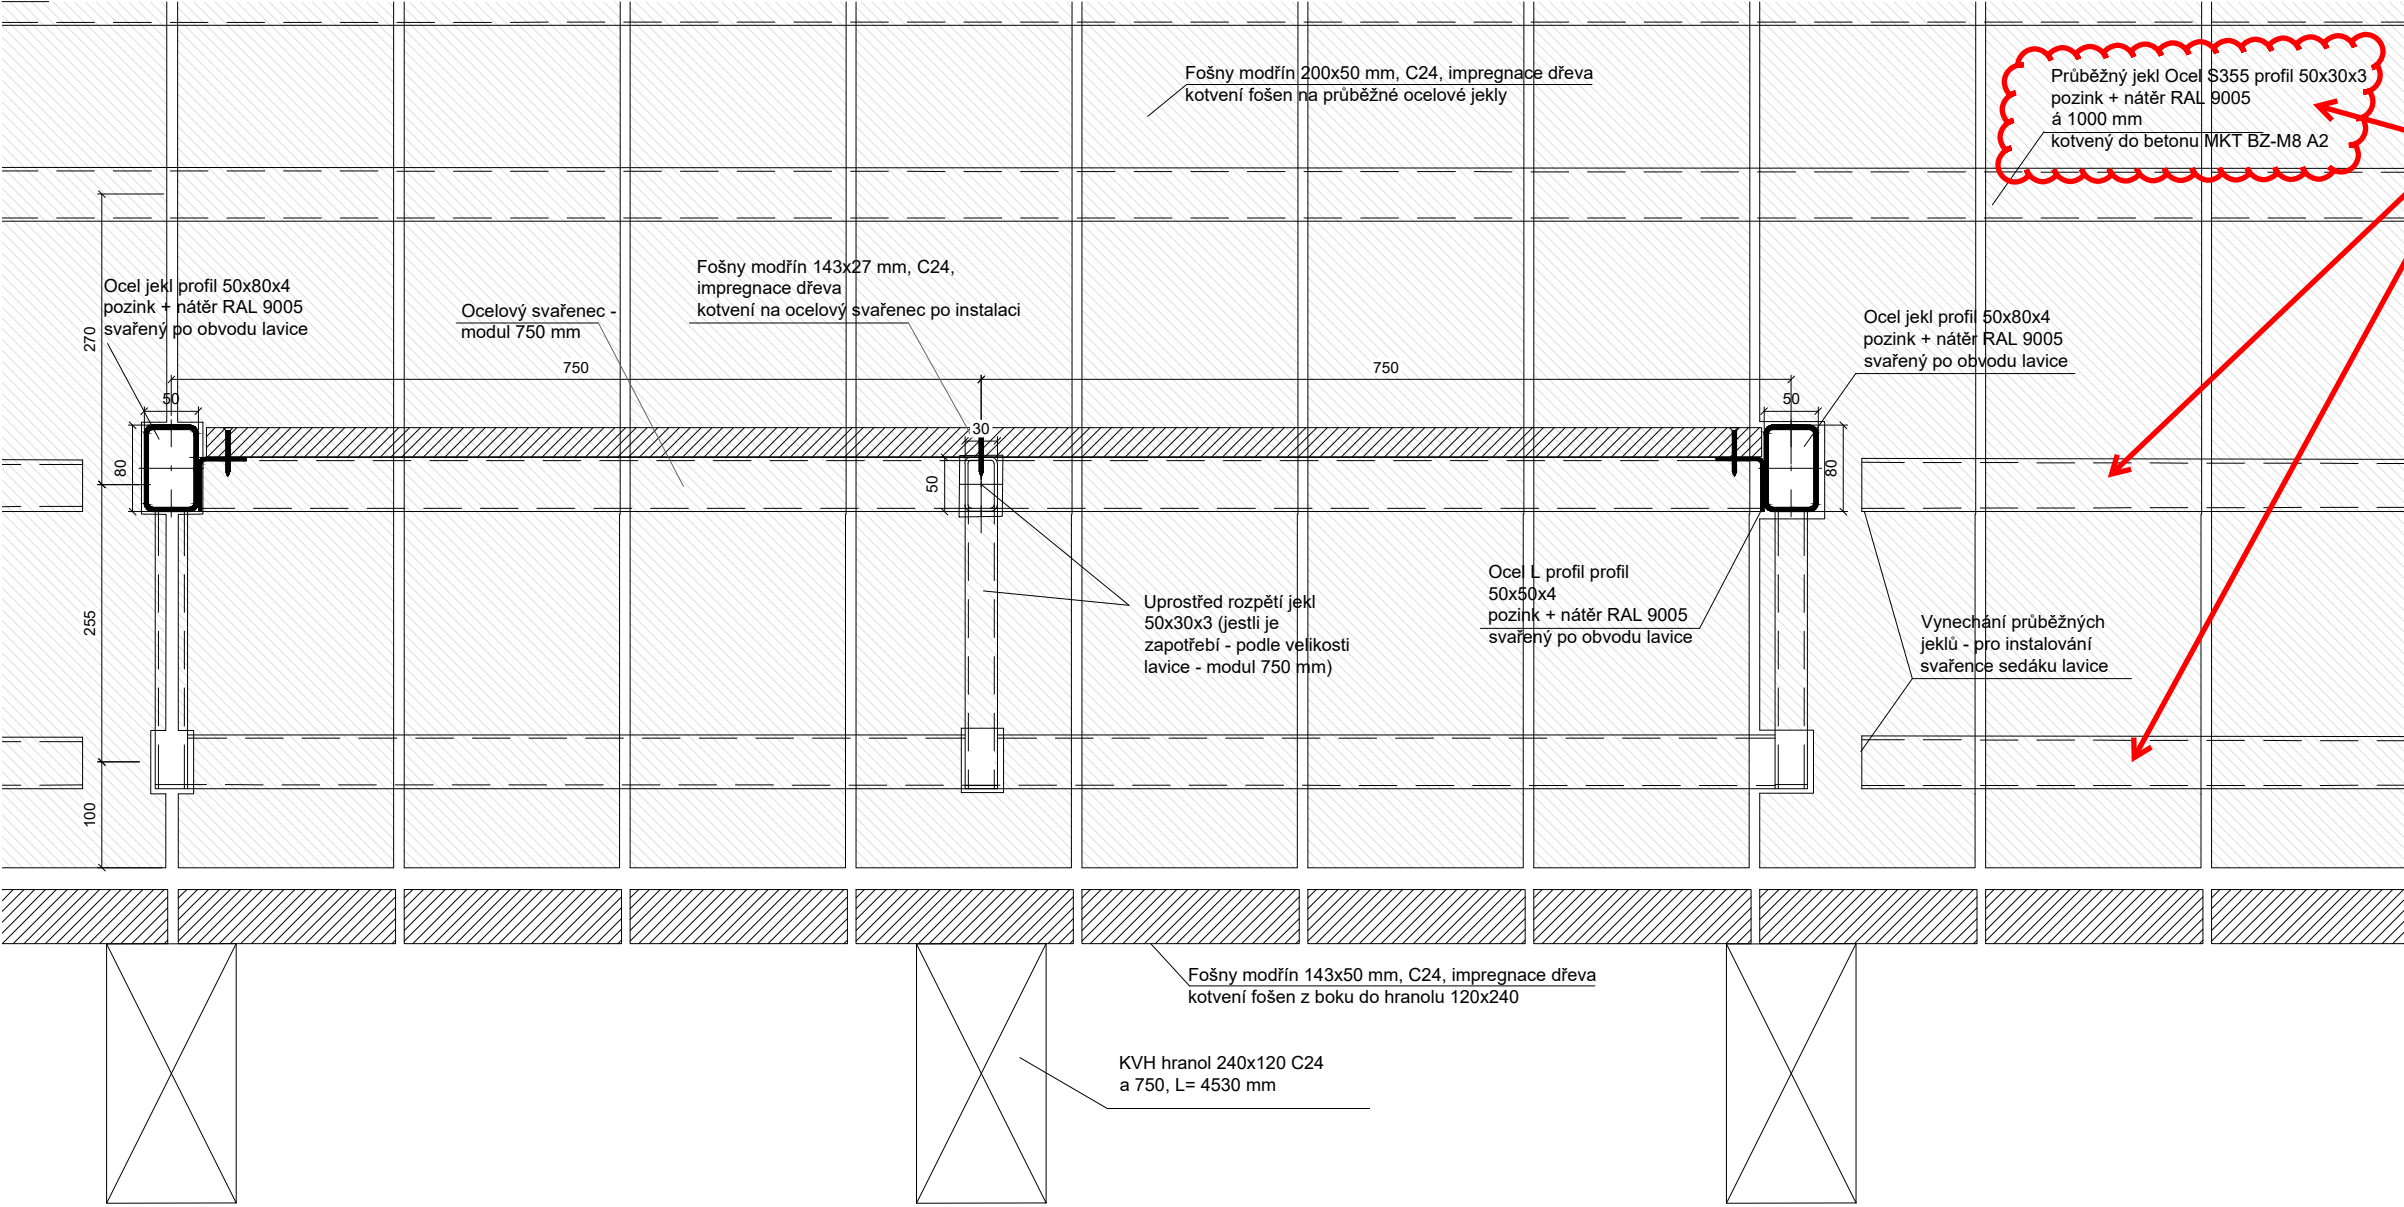 Fošny modřín 200x50 mm, C24, impregnace dřeva
kotvení fošen na průběžné ocelové jekly
Průběžný jekl Ocel S355 profil 50x30x3
pozink + nátěr RAL 9005
á 1000 mm
kotvený do betonu MKT BZ-M8 A2
Ocel jekl profil 50x80x4
pozink + nátěr RAL 9005
svařený po obvodu lavice
Ocelový svařenec -
modul 750 mm
Fošny modřín 143x27 mm, C24,
impregnace dřeva
kotvení na ocelový svařenec po instalaci
Ocel jekl profil 50x80x4
pozink + nátěr RAL 9005
svařený po obvodu lavice
270
750
750
50
30
50
80
50
80
255
100
Uprostřed rozpětí jekl
50x30x3 (jestli je
zapotřebí - podle velikosti
lavice - modul 750 mm)
Ocel L profil profil
50x50x4
pozink + nátěr RAL 9005
svařený po obvodu lavice
Vynechání průběžných
jeklů - pro instalování
svařence sedáku lavice
Fošny modřín 143x50 mm, C24, impregnace dřeva
kotvení fošen z boku do hranolu 120x240
KVH hranol 240x120 C24
a 750, L= 4530 mm